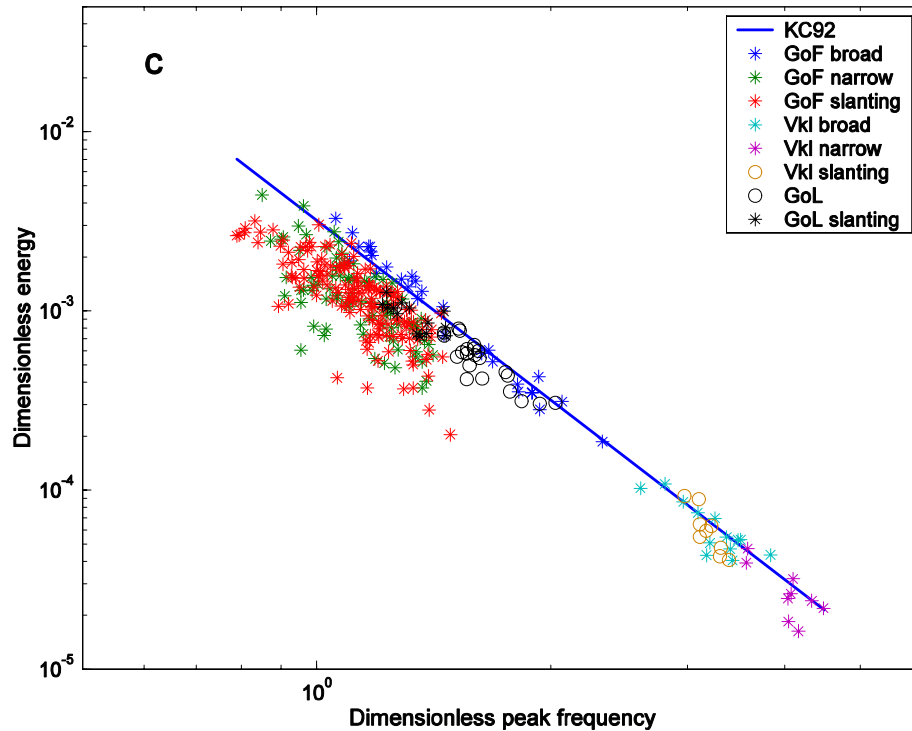 C
KC92
GoF broad
GoF narrow
GoF slanting
Vkl broad
Vkl narrow
Vkl slanting
GoL
GoL slanting
10^-2
10^-3
10^-4
10^-5
10^0
Dimensionless energy
Dimensionless peak frequency